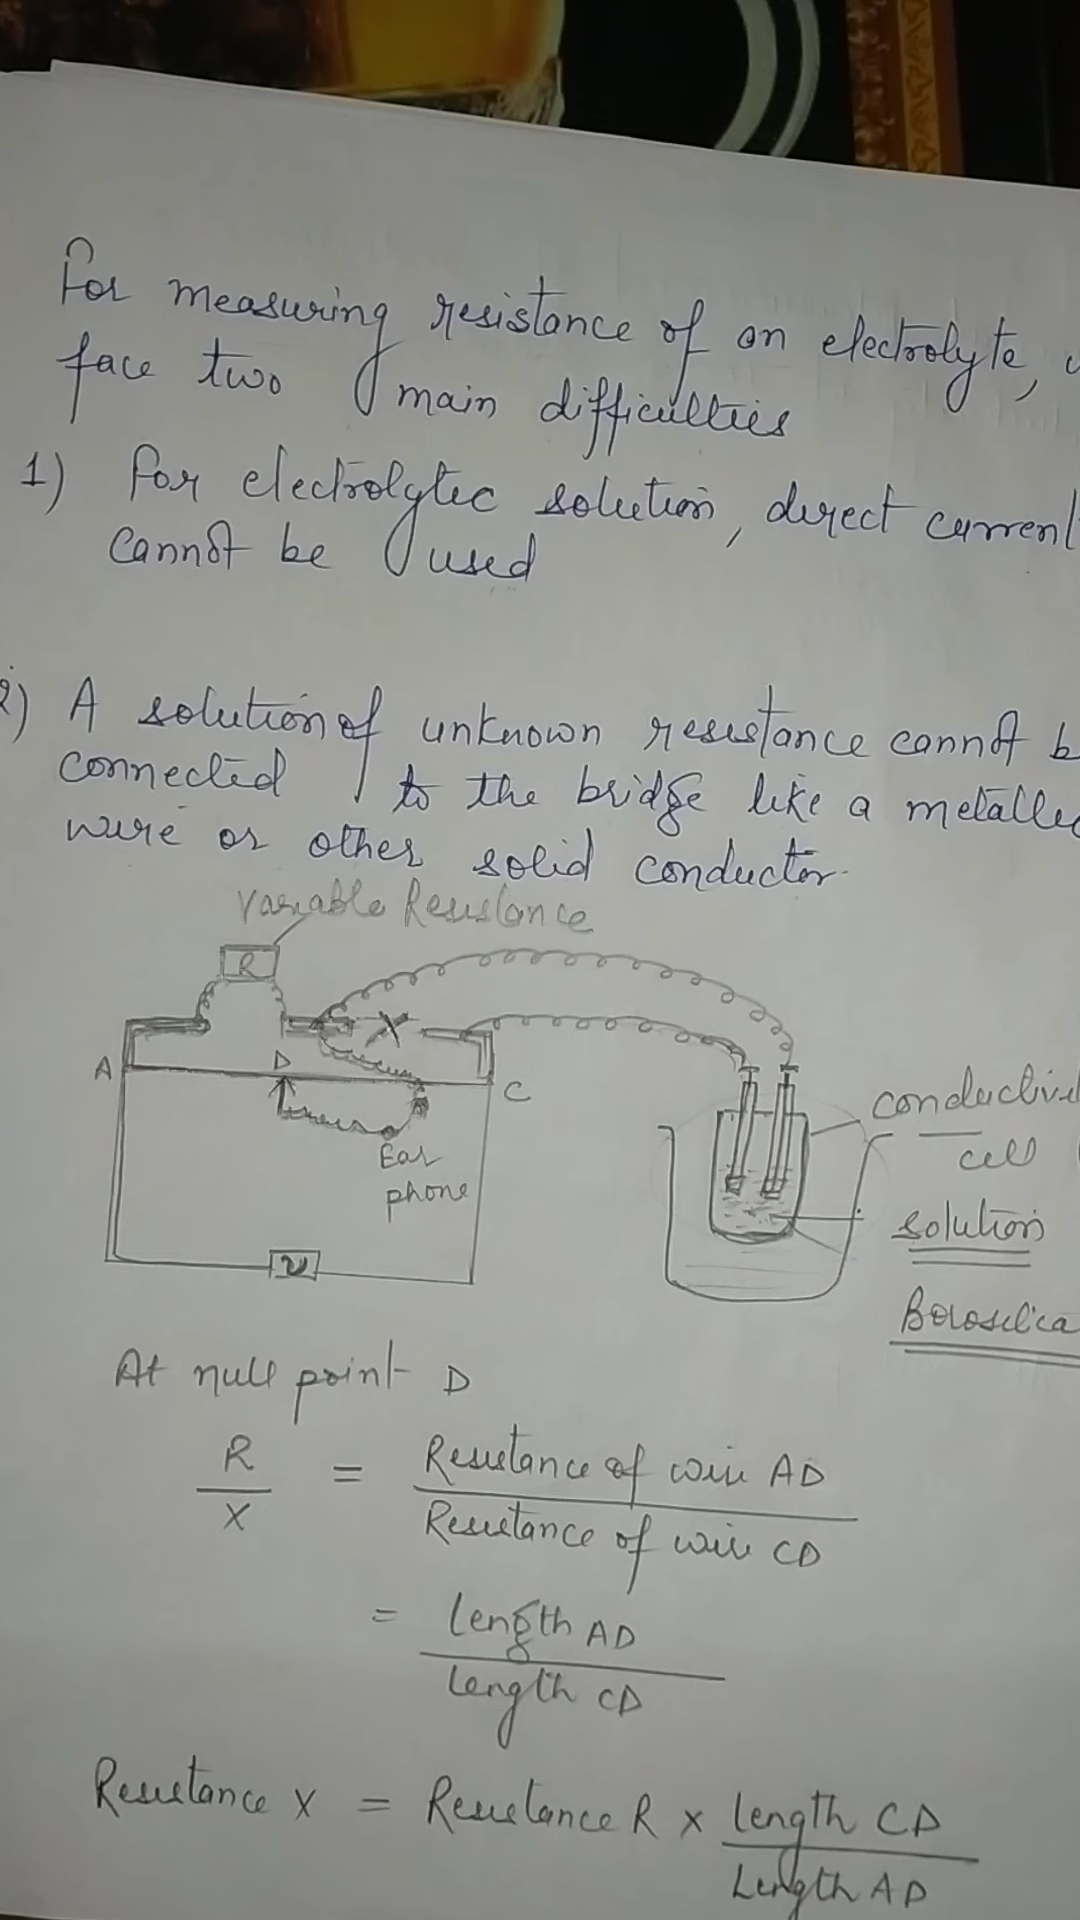 For measuring resistance of an electrolyte,
face two main difficulties
1) For electrolytic solution, direct current
cannot be used
2) A solution of unknown resistance cannot b
connected to the bridge like a metallic
wire or other solid conductor.
Variable Resistance
R
X
A
D
C
Ear
phone
conductivi
cell
solution
Borosilica
At null point D
R/X = Resistance of wire AD / Resistance of wire CD
= Length AD / Length CD
Resistance X = Resistance R x Length CD / Length AD